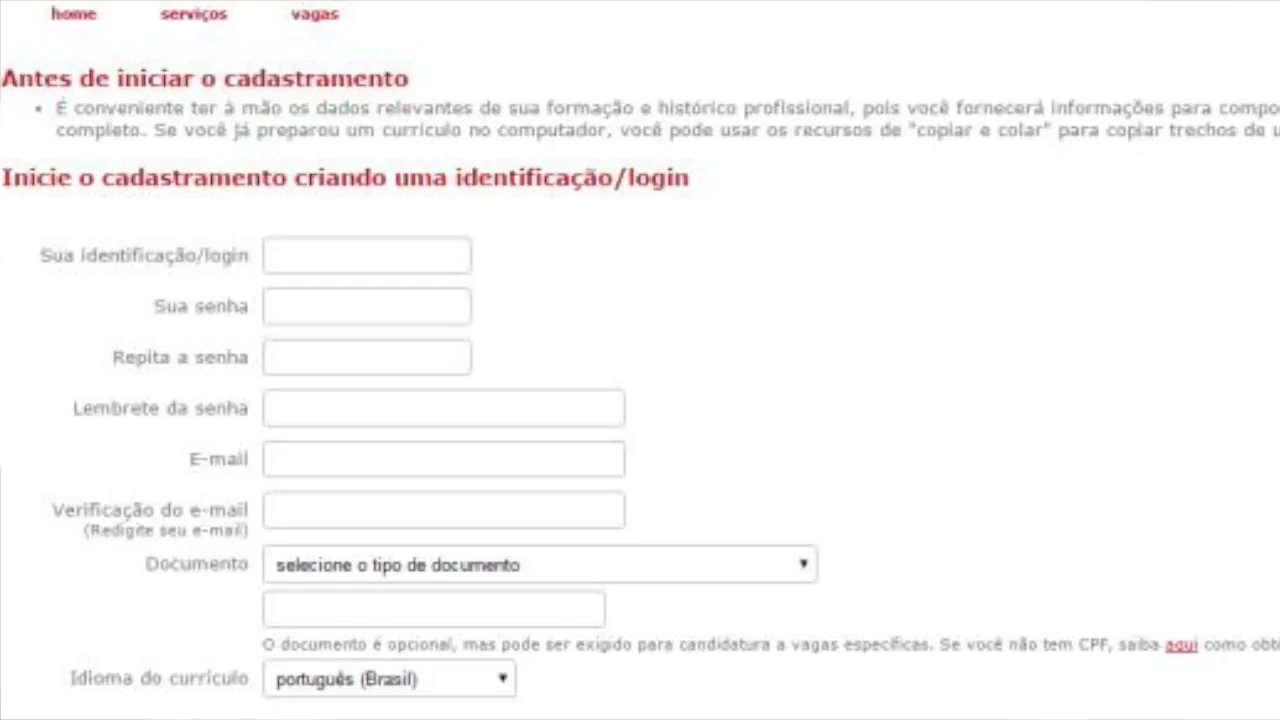 home serviços vagas
Antes de iniciar o cadastramento
• É conveniente ter à mão os dados relevantes de sua formação e histórico profissional, pois você fornecerá informações para compo
completo. Se você já preparou um currículo no computador, você pode usar os recursos de "copiar e colar" para copiar trechos de u
Inicie o cadastramento criando uma identificação/login
Sua identificação/login
Sua senha
Repita a senha
Lembrete da senha
E-mail
Verificação do e-mail
(Redigite seu e-mail)
Documento selecione o tipo de documento
O documento é opcional, mas pode ser exigido para candidatura a vagas específicas. Se você não tem CPF, saiba aqui como obt
Idioma do currículo português (Brasil)